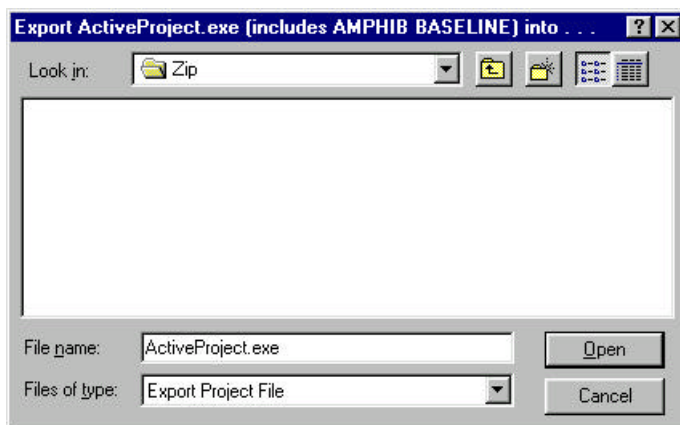 Export ActiveProject.exe (includes AMPHIB BASELINE) into . . .
Look in: Zip
File name: ActiveProject.exe Open
Files of type: Export Project File Cancel